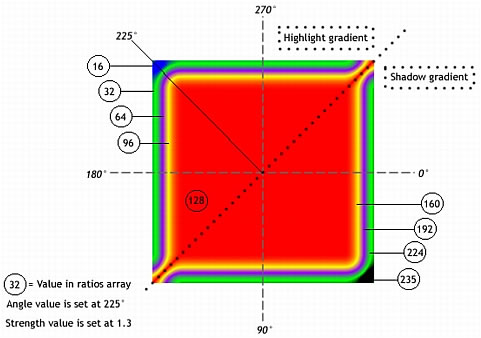 270°
225°
Highlight gradient
16
Shadow gradient
32
64
96
180°
0°
128
160
192
224
235
32 = Value in ratios array
Angle value is set at 225°
Strength value is set at 1.3
90°